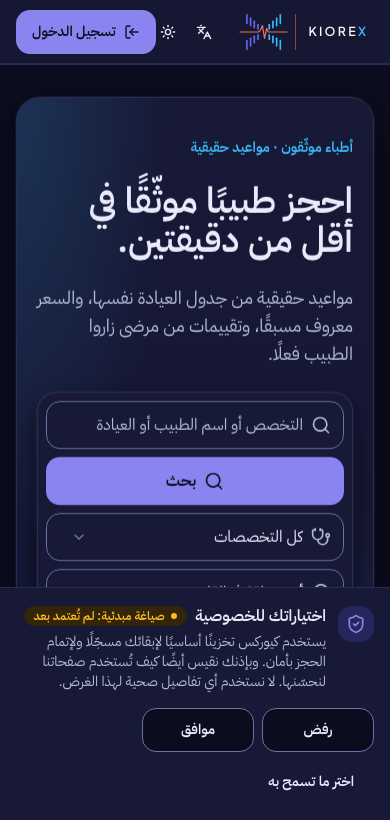 KIOREX
تسجيل الدخول
أطباء موثّقون · مواعيد حقيقية
احجز طبيبًا موثّقًا في
أقل من دقيقتين.
مواعيد حقيقية من جدول العيادة نفسها، والسعر
معروف مسبقًا، وتقييمات من مرضى زاروا
الطبيب فعلًا.
التخصص أو اسم الطبيب أو العيادة
بحث
كل التخصصات
اختياراتك للخصوصية
صياغة مبدئية: لم تُعتمد بعد
يستخدم كيوركس تخزينًا أساسيًا لإبقائك مسجّلًا ولإتمام
الحجز بأمان. وبإذنك نقيس أيضًا كيف تُستخدم صفحاتنا
لنحسّنها. لا نستخدم أي تفاصيل صحية لهذا الغرض.
رفض
موافق
اختر ما تسمح به